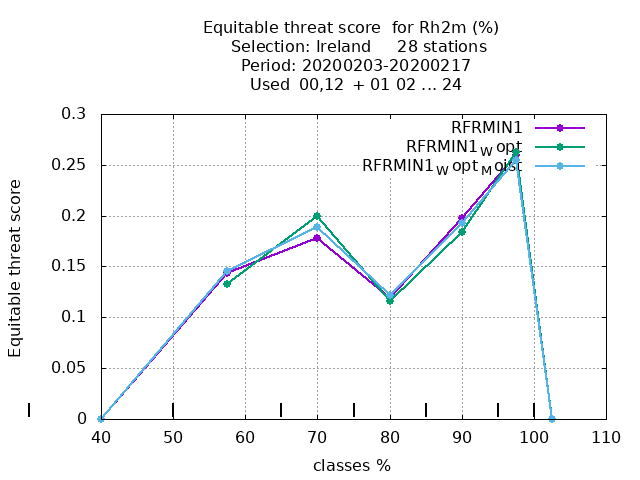 Equitable threat score for Rh2m (%)
Selection: Ireland 28 stations
Period: 20200203-20200217
Used 00,12 + 01 02 ... 24
RFRMIN1
RFRMIN1W opt
RFRMIN1W optM oist
Equitable threat score
0.3
0.25
0.2
0.15
0.1
0.05
0
40 50 60 70 80 90 100 110
classes %